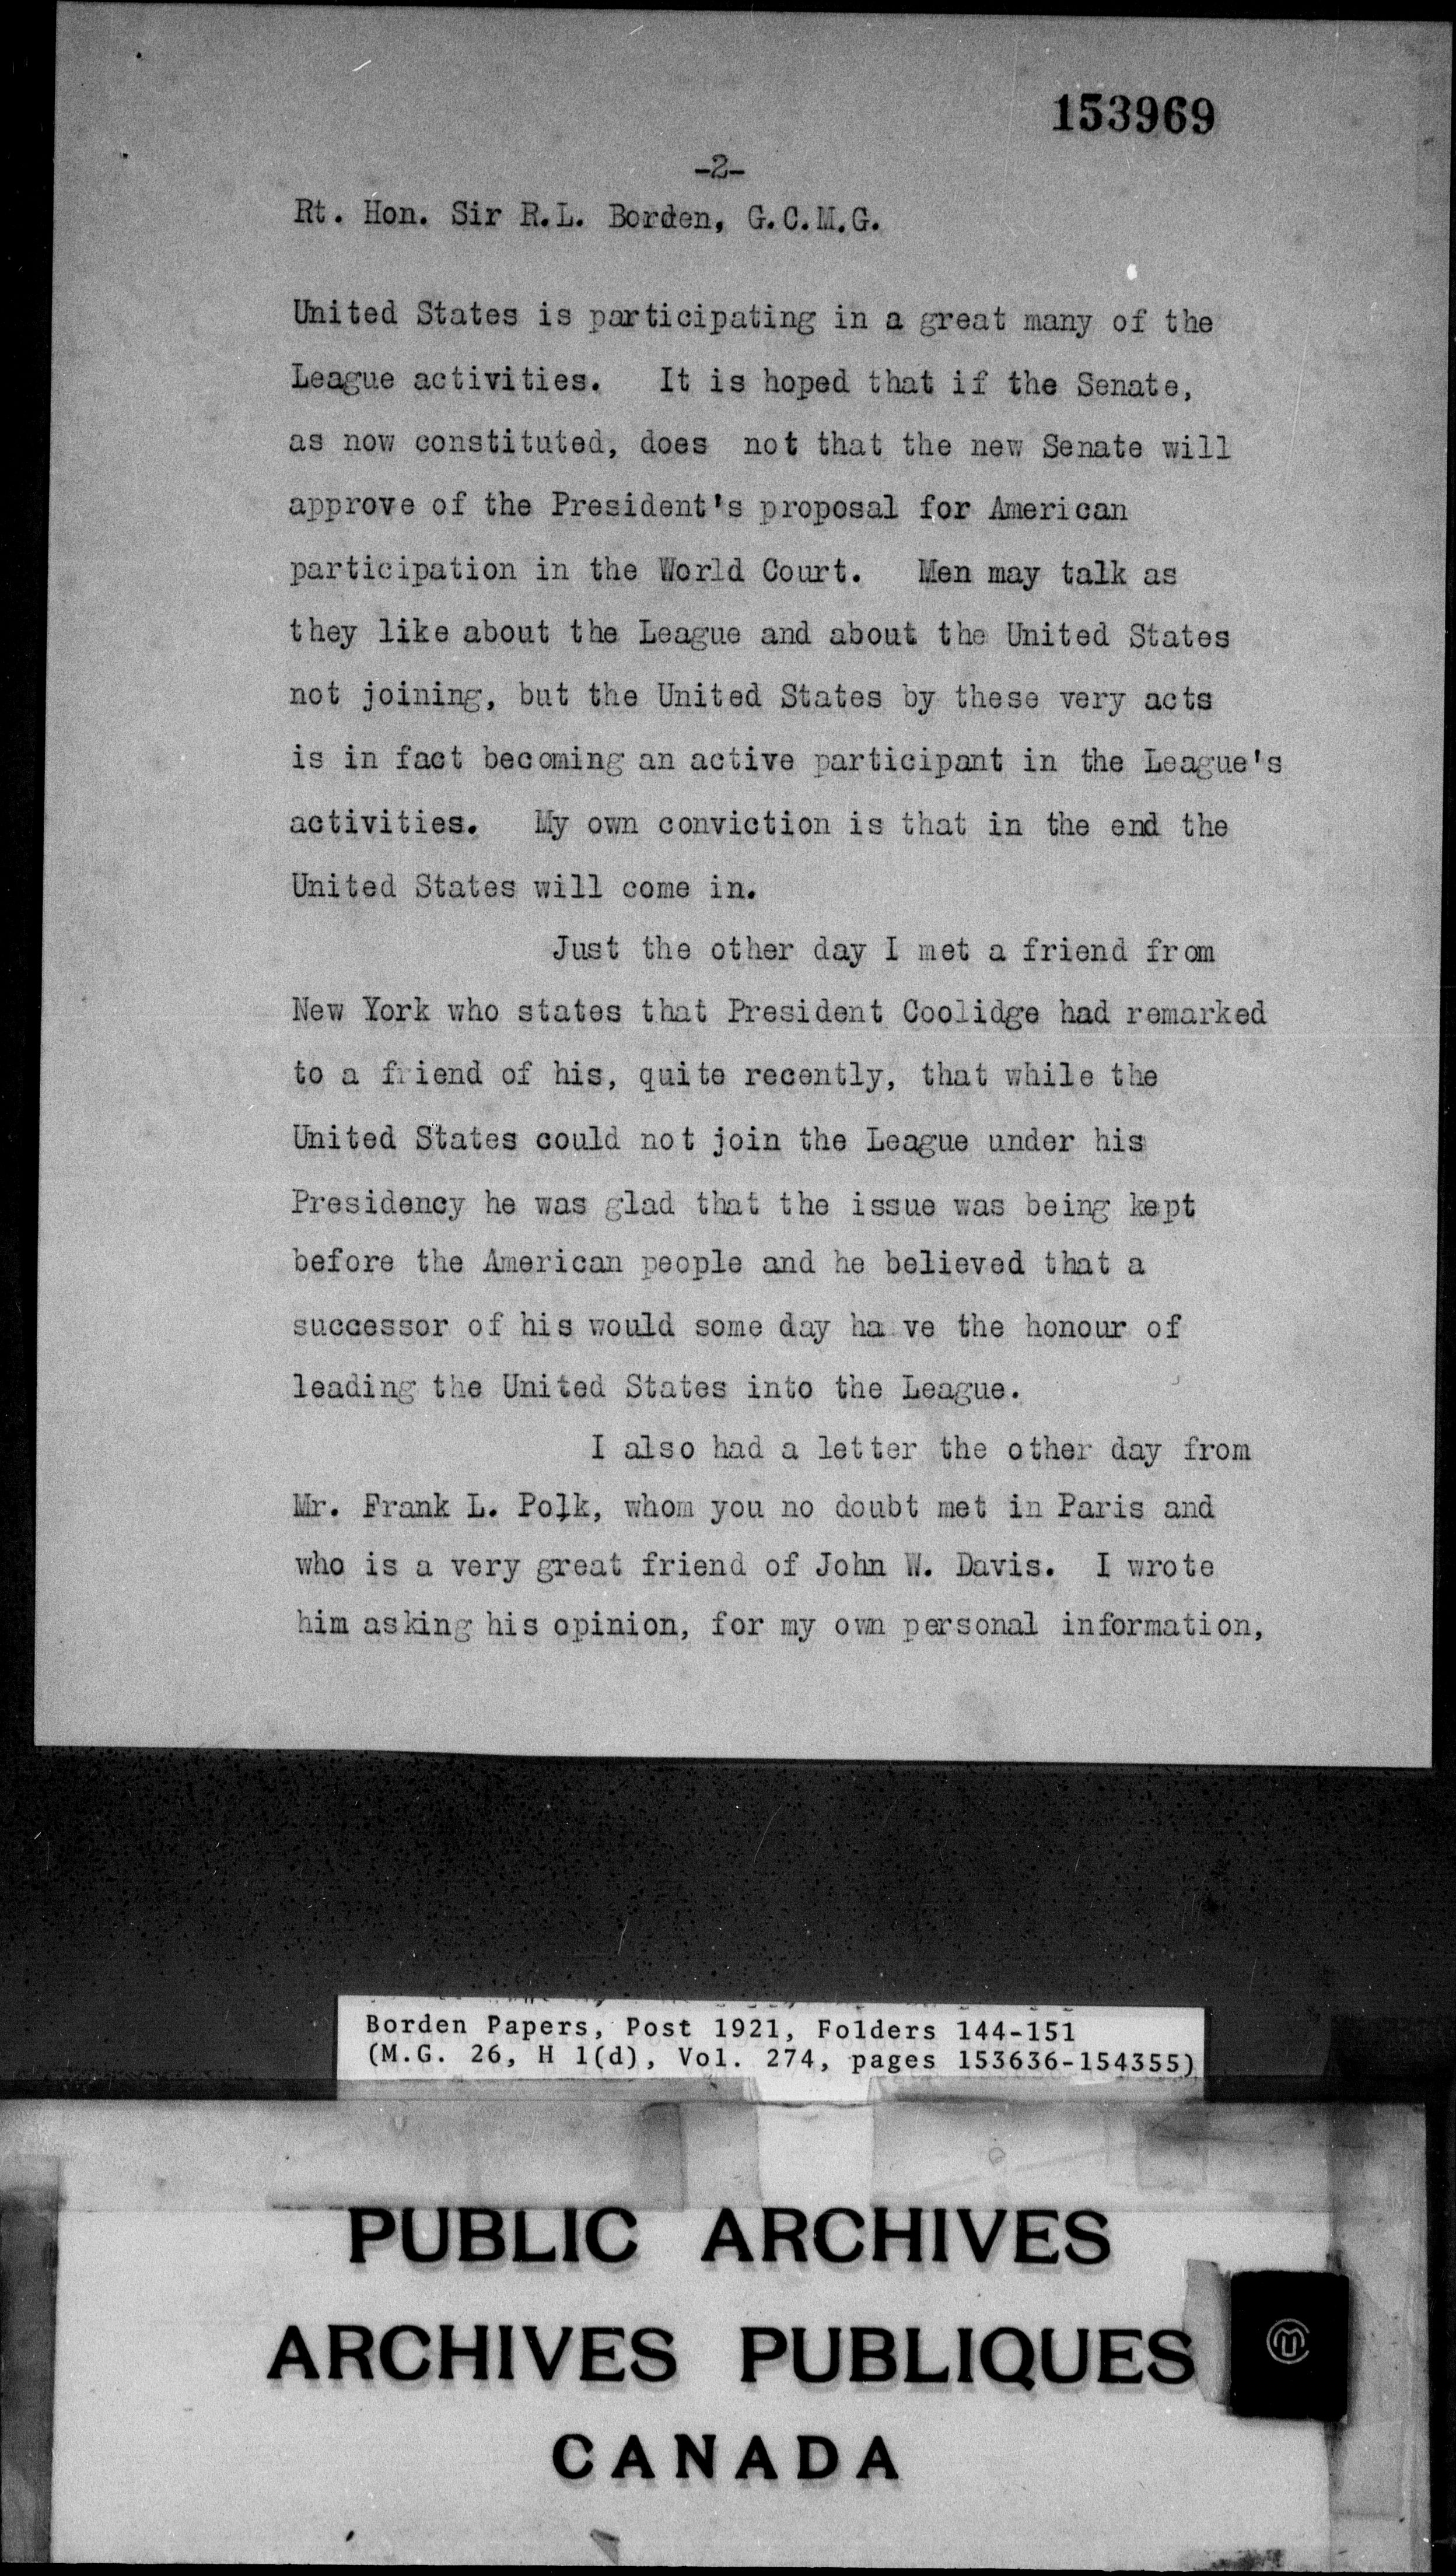 153969
-2-
Rt. Hon. Sir R.L. Borden, G.C.M.G.
United States is participating in a great many of the
League activities. It is hoped that if the Senate,
as now constituted, does not that the new Senate will
approve of the President's proposal for American
participation in the World Court. Men may talk as
they like about the League and about the United States
not joining, but the United States by these very acts
is in fact becoming an active participant in the League's
activities. My own conviction is that in the end the
United States will come in.
Just the other day I met a friend from
New York who states that President Coolidge had remarked
to a friend of his, quite recently, that while the
United States could not join the League under his
Presidency he was glad that the issue was being kept
before the American people and he believed that a
successor of his would some day ha ve the honour of
leading the United States into the League.
I also had a letter the other day from
Mr. Frank L. Polk, whom you no doubt met in Paris and
who is a very great friend of John W. Davis. I wrote
him asking his opinion, for my own personal information,
Borden Papers, Post 1921, Folders 144-151
(M.G. 26, H 1(d), Vol. 274, pages 153636-154355)
PUBLIC ARCHIVES
ARCHIVES PUBLIQUES
CANADA